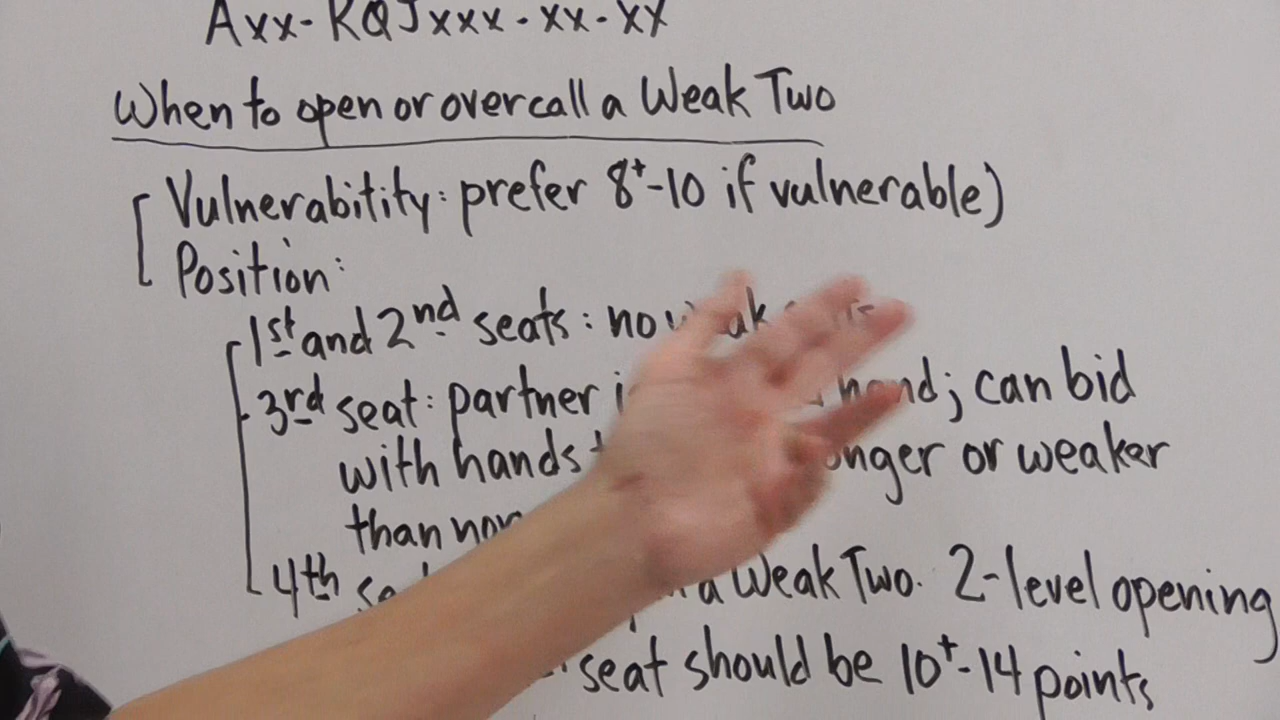 Axx - KQJxxx - xx - xx
When to open or overcall a Weak Two
Vulnerabitity: prefer 8+-10 if vulnerable)
Position:
1st and 2nd seats: no
3rd seat: partner hand; can bid
with hands or weaker
than
4th a Weak Two. 2-level opening
seat should be 10+-14 points